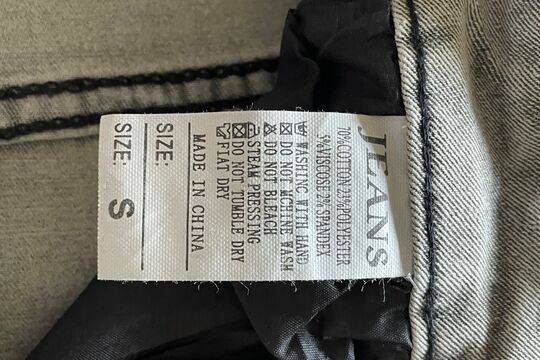 JEANS
70%COTTON,23%POLYESTER
5%VISCOSE,2%SPANDEX
WASHING WITH HAND
DO NOT MCHINE WASH
DO NOT BLEACH
STEAM PRESSING
DO NOT TUMBLE DRY
FLAT DRY
MADE IN CHINA
SIZE:
SIZE: S